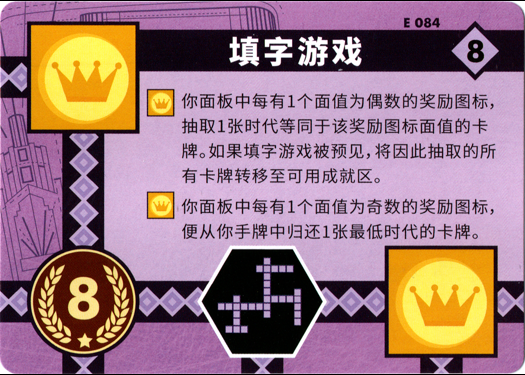 E 084
填字游戏
8
你面板中每有1个面值为偶数的奖励图标，
抽取1张时代等同于该奖励图标面值的卡
牌。如果填字游戏被预见，将因此抽取的所
有卡牌转移至可用成就区。
你面板中每有1个面值为奇数的奖励图标，
便从你手牌中归还1张最低时代的卡牌。
8